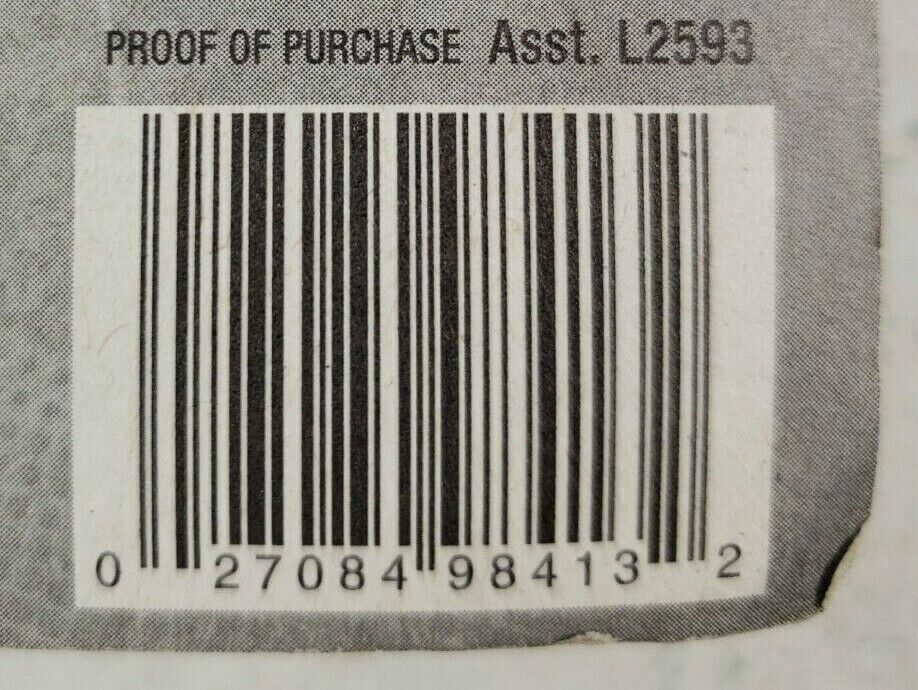 PROOF OF PURCHASE Asst. L2593
0 27084 98413 2